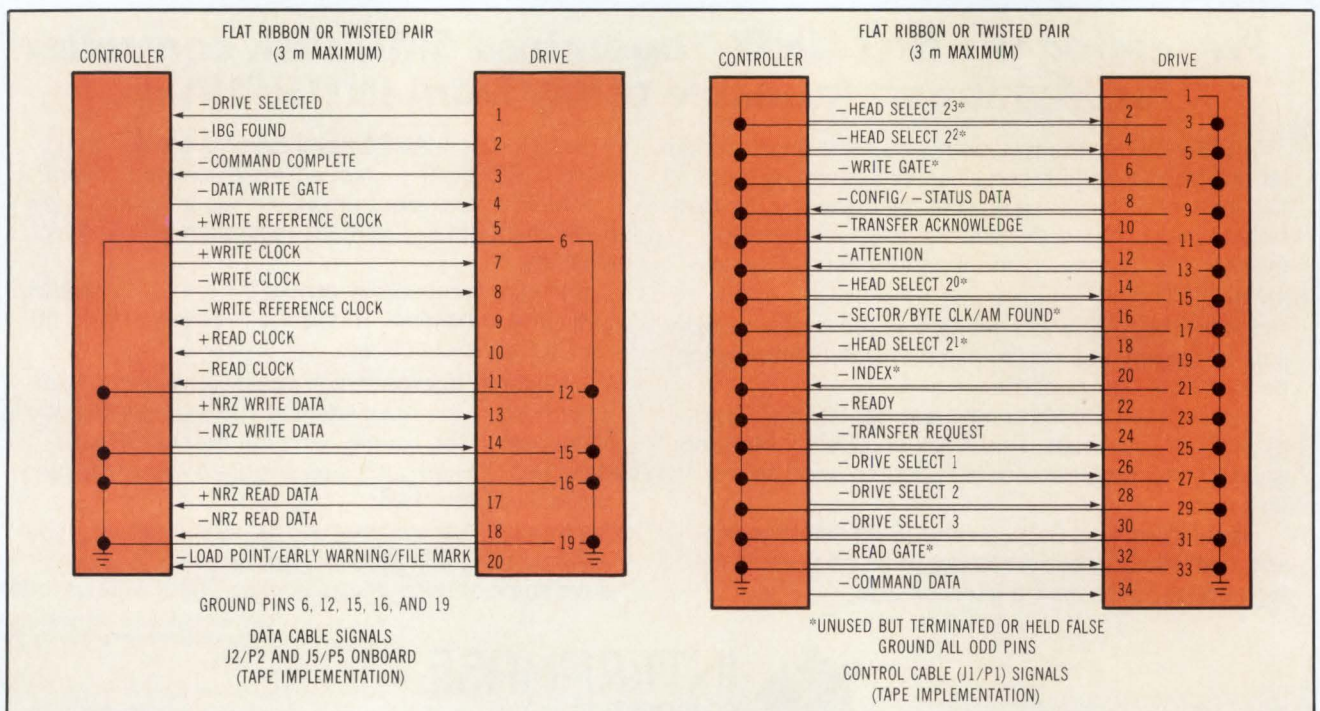 FLAT RIBBON OR TWISTED PAIR
(3 m MAXIMUM)
CONTROLLER
DRIVE
−DRIVE SELECTED
1
−IBG FOUND
2
−COMMAND COMPLETE
3
−DATA WRITE GATE
4
+WRITE REFERENCE CLOCK
5
6
+WRITE CLOCK
7
−WRITE CLOCK
8
−WRITE REFERENCE CLOCK
9
+READ CLOCK
10
−READ CLOCK
11
12
+NRZ WRITE DATA
13
−NRZ WRITE DATA
14
15
16
+NRZ READ DATA
17
−NRZ READ DATA
18
19
−LOAD POINT/EARLY WARNING/FILE MARK
20
GROUND PINS 6, 12, 15, 16, AND 19
DATA CABLE SIGNALS
J2/P2 AND J5/P5 ONBOARD
(TAPE IMPLEMENTATION)
FLAT RIBBON OR TWISTED PAIR
(3 m MAXIMUM)
CONTROLLER
DRIVE
1
−HEAD SELECT 2³*
2
3
−HEAD SELECT 2²*
4
5
−WRITE GATE*
6
7
−CONFIG/−STATUS DATA
8
9
−TRANSFER ACKNOWLEDGE
10
11
−ATTENTION
12
13
−HEAD SELECT 2⁰*
14
15
−SECTOR/BYTE CLK/AM FOUND*
16
17
−HEAD SELECT 2¹*
18
19
−INDEX*
20
21
−READY
22
23
−TRANSFER REQUEST
24
25
−DRIVE SELECT 1
26
27
−DRIVE SELECT 2
28
29
−DRIVE SELECT 3
30
31
−READ GATE*
32
33
−COMMAND DATA
34
*UNUSED BUT TERMINATED OR HELD FALSE
GROUND ALL ODD PINS
CONTROL CABLE (J1/P1) SIGNALS
(TAPE IMPLEMENTATION)